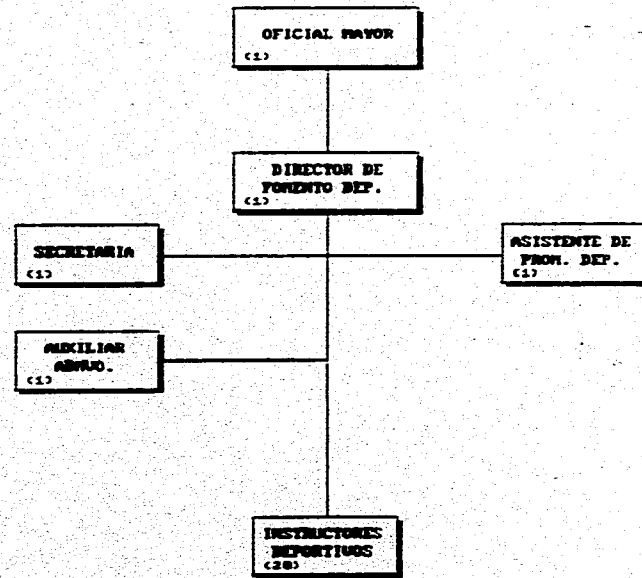 OFICIAL MAYOR
(1)
DIRECTOR DE
FOMENTO DEP.
(1)
SECRETARIA
(1)
ASISTENTE DE
PROM. DEP.
(1)
AUXILIAR
ADMVO.
(1)
INSTRUCTORES
DEPORTIVOS
(28)